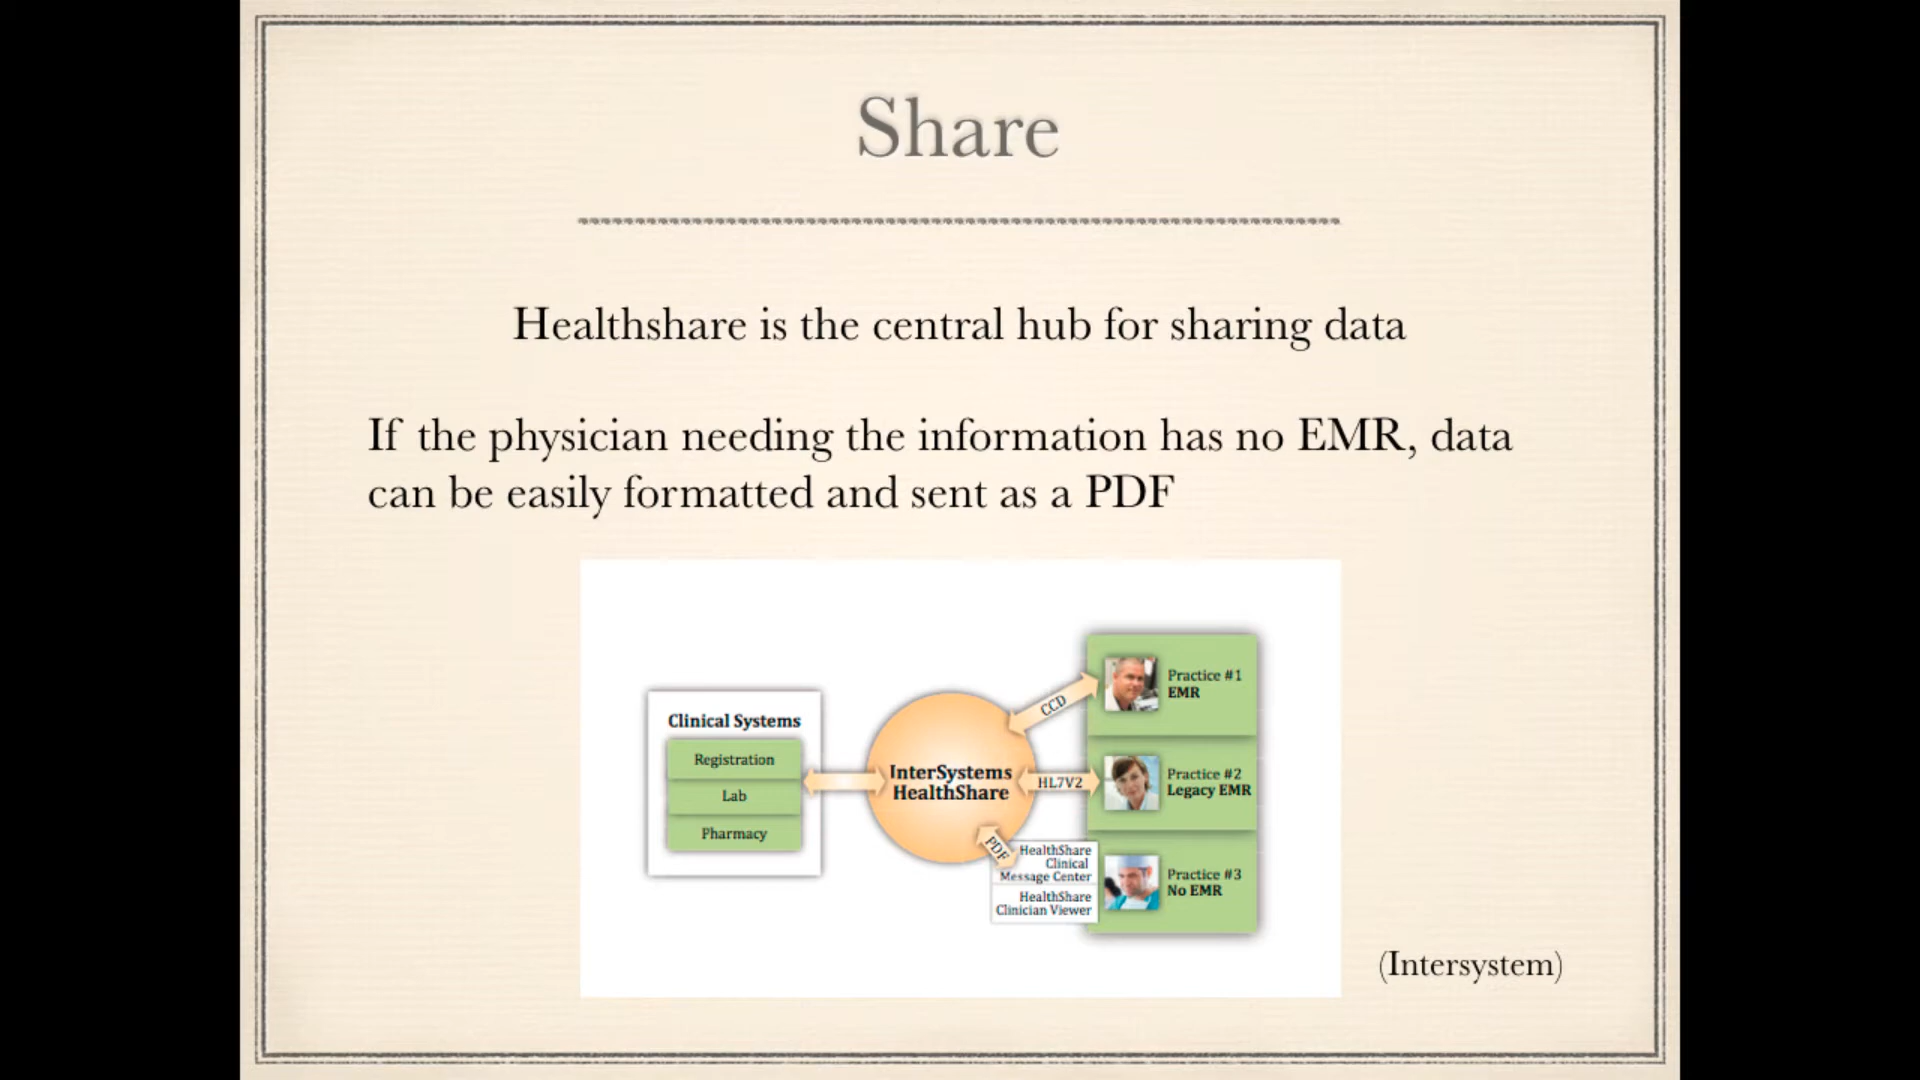 Share
Healthshare is the central hub for sharing data
If the physician needing the information has no EMR, data
can be easily formatted and sent as a PDF
Clinical Systems
Registration
Lab
Pharmacy
InterSystems
HealthShare
CCD
HL7V2
PDF
HealthShare
Clinical
Message Center
HealthShare
Clinician Viewer
Practice #1
EMR
Practice #2
Legacy EMR
Practice #3
No EMR
(Intersystem)